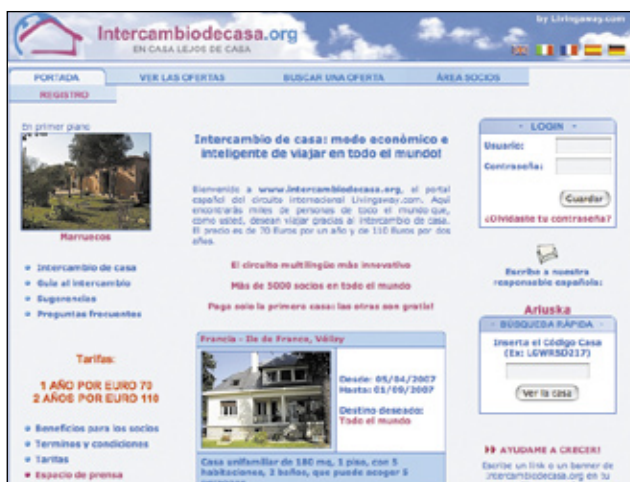 by Livingaway.com
Intercambiodecasa.org
EN CASA LEJOS DE CASA
PORTADA
VER LAS OFERTAS
BUSCAR UNA OFERTA
ÁREA SOCIOS
REGISTRO
En primer plano
Marruecos
Intercambio de casa
Guía al intercambio
Sugerencias
Preguntas frecuentes
Tarifas:
1 AÑO POR EURO 70
2 AÑOS POR EURO 110
Beneficios para los socios
Terminos y condiciones
Tarifas
Espacio de prensa
Intercambio de casa: modo económico e
inteligente de viajar en todo el mundo!
Bienvenido a www.intercambiodecasa.org, el portal
español del circuito internacional Livingaway.com. Aquí
encontrarás miles de personas de todo el mundo que,
como usted, desean viajar gracias al intercambio de casa.
El precio es de 70 Euros por un año y de 110 Euros por dos
años.
El circuito multilingüe más innovativo
Más de 5000 socios en todo el mundo
Paga solo la primera casa: las otras son gratis!
Francia - Ile de France, Vélizy
Desde: 05/04/2007
Hasta: 01/09/2007
Destino deseado:
Todo el mundo
Casa unifamiliar de 180 mq, 1 piso, con 5
habitaciones, 2 baños, que puede acoger 5
LOGIN
Usuario:
Contraseña:
Guardar
¿Olvidaste tu contraseña?
Escribe a nuestra
responsable española:
Ariuska
BÚSQUEDA RÁPIDA
Inserta el Código Casa
(Ex: LGWRSD217)
Ver la casa
AYUDAME A CRECER!
Escribe un link o un banner de
intercambiodecasa.org en tu